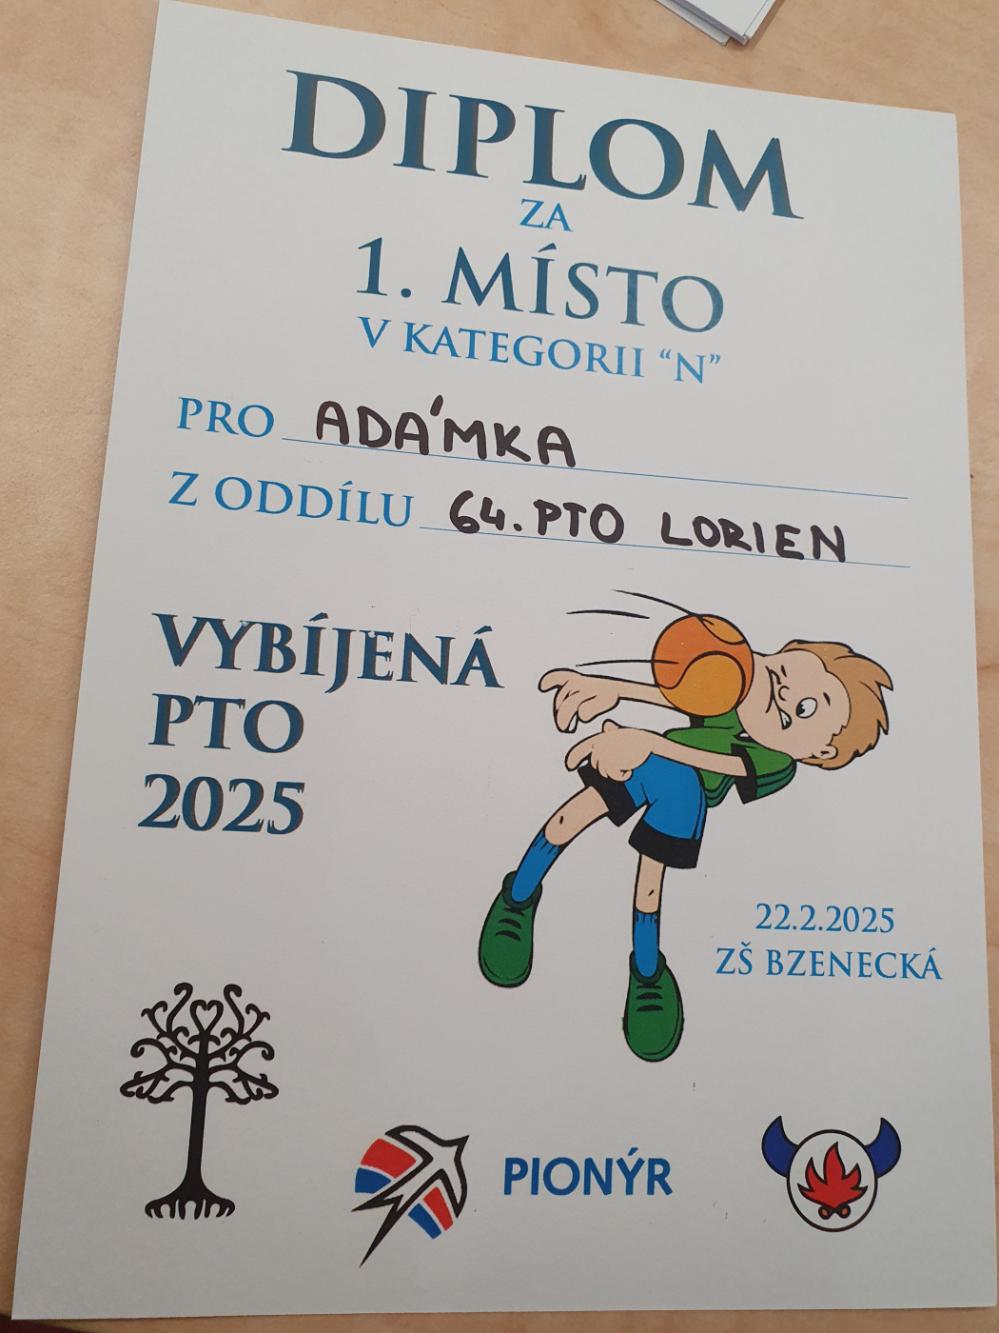 DIPLOM
ZA
1. MÍSTO
V KATEGORII “N”
PRO ADÁMKA
Z ODDÍLU 64. PTO LORIEN
VYBÍJENÁ
PTO
2025
22.2.2025
ZŠ BZENECKÁ
PIONÝR